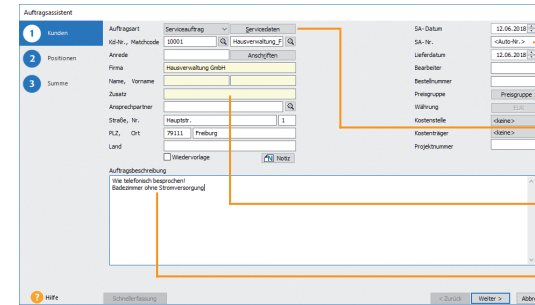 Auftragsassistent
1 Kunden
2 Positionen
3 Summe
Auftragsart Serviceauftrag Servicedaten
Kd-Nr., Matchcode 10001 Hausverwaltung_F
Anrede Anschriften
Firma Hausverwaltung GmbH
Name, Vorname
Zusatz
Ansprechpartner
Straße, Nr. Hauptstr. 1
PLZ, Ort 79111 Freiburg
Land
Wiedervorlage Notiz
SA-Datum 12.06.2018
SA-Nr. <Auto-Nr.>
Lieferdatum 12.06.2018
Bearbeiter
Bestellnummer
Preisgruppe Preisgruppe
Währung EUR
Kostenstelle <keine>
Kostenträger <keine>
Projektnummer
Auftragsbeschreibung
Wie telefonisch besprochen!
Badezimmer ohne Stromversorgung
? Hilfe Schnellerfassung < Zurück Weiter > Abbre